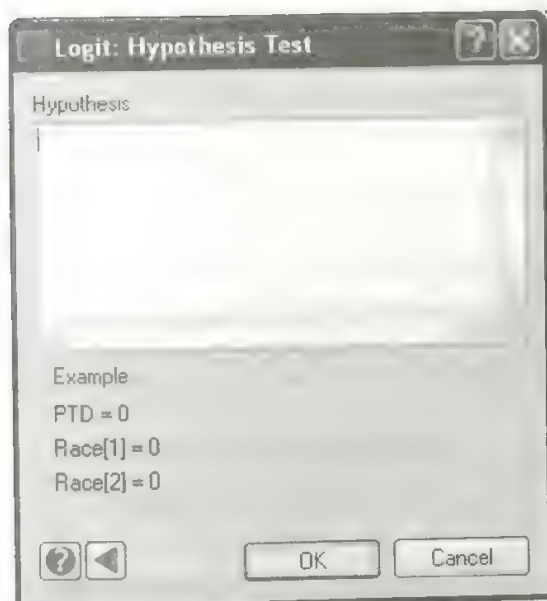 Logit: Hypothesis Test
Hypothesis
Example
PTD = 0
Race[1] = 0
Race[2] = 0
OK
Cancel